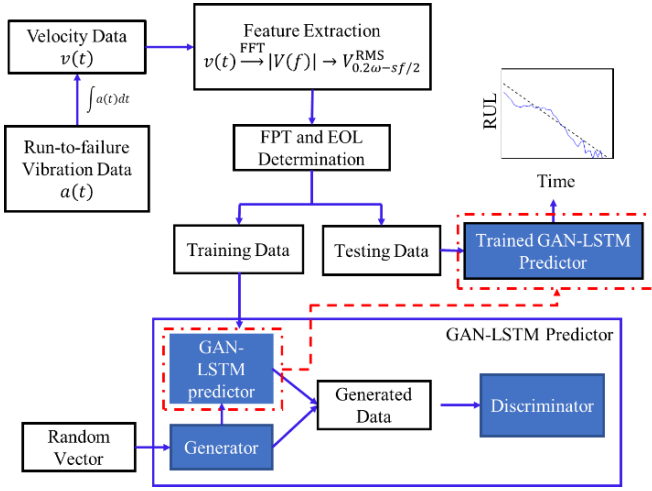 Velocity Data
v(t)
∫a(t)dt
Run-to-failure
Vibration Data
a(t)
Feature Extraction
v(t) FFT→ |V(f)| → V^RMS_0.2ω−sf/2
FPT and EOL
Determination
RUL
Time
Training Data
Testing Data
Trained GAN-LSTM
Predictor
GAN-LSTM Predictor
GAN-
LSTM
predictor
Generated
Data
Discriminator
Random
Vector
Generator